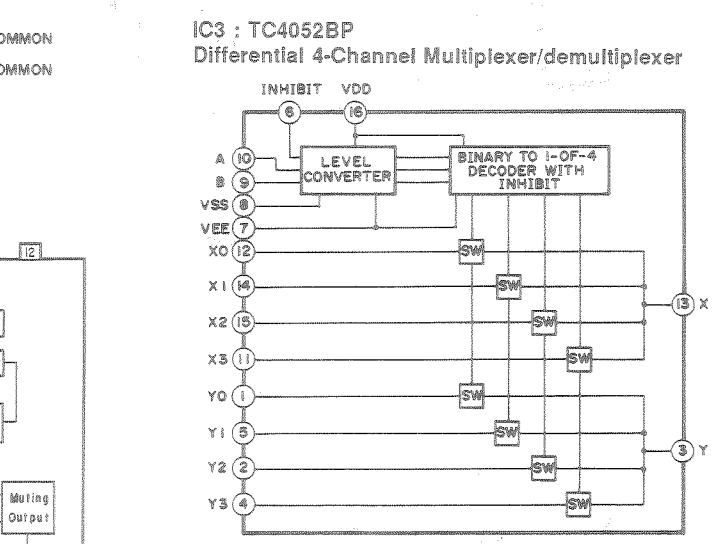 OMMON
OMMON
IC3 : TC4052BP
Differential 4-Channel Multiplexer/demultiplexer
INHIBIT VDD
6 16
A 10
B 9
VSS 8
VEE 7
LEVEL
CONVERTER
BINARY TO 1-OF-4
DECODER WITH
INHIBIT
X0 12 SW
X1 14 SW
X2 15 SW
X3 11 SW
13 X
Y0 1 SW
Y1 5 SW
Y2 2 SW
Y3 4 SW
3 Y
12
Muting
Output